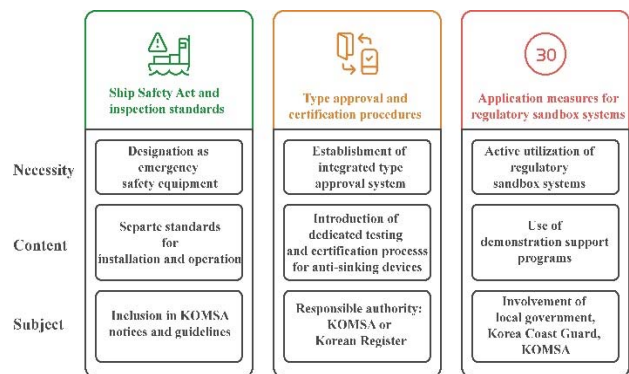 Ship Safety Act and
inspection standards
Type approval and
certification procedures
30
Application measures for
regulatory sandbox systems
Necessity
Designation as
emergency
safety equipment
Establishment of
integrated type
approval system
Active utilization of
regulatory
sandbox systems
Content
Separte standards
for
installation and operation
Introduction of
dedicated testing
and certification processs
for anti-sinking devices
Use of
demonstration support
programs
Subject
Inclusion in KOMSA
notices and guidelines
Responsible authority:
KOMSA or
Korean Register
Involvement of
local government,
Korea Coast Guard,
KOMSA